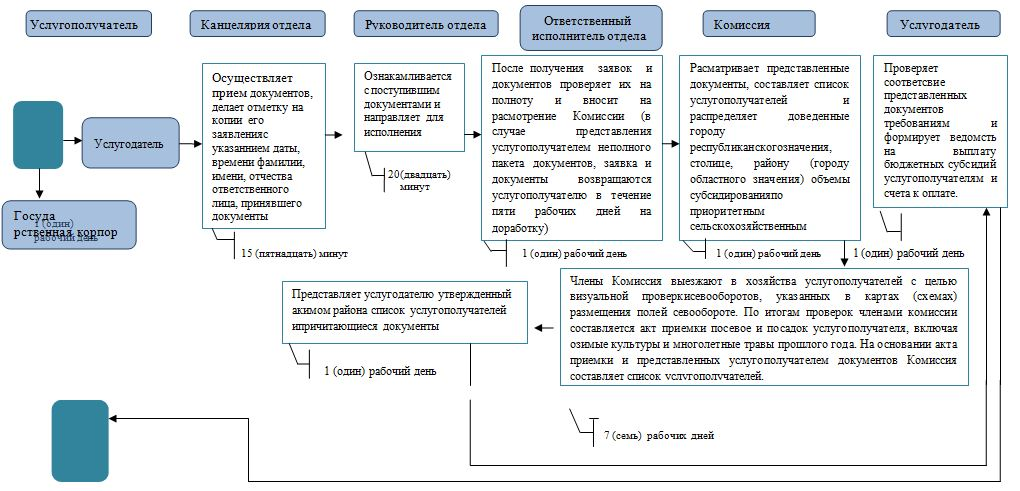 Услугополучатель
Канцелярия отдела
Руководитель отдела
Ответственный
исполнитель отдела
Комиссия
Услугодатель
Услугодатель
Госуда
рственная корпор
1 (один)
рабочий день
Осуществляет
прием документов,
делает отметку на
копии его
заявленияс
указаннием даты,
времени фамилии,
имени, отчества
ответственного
лица, принявшего
документы
15 (пятнадцать) минут
Ознакамливается
с поступившим
документами и
направляет для
исполнения
20(двадцать)
минут
После получения заявок и
документов проверяет их на
полноту и вносит на
расмотрение Комиссии (в
случае представления
услугополучателем неполного
пакета документов, заявка и
документы возвращаются
услугополучателю в течение
пяти рабочих дней на
доработку)
1 (один) рабочий день
Расматривает представленные
документы, составляет список
услугополучателей и
распределяет доведенные
городу
республиканскогозначения,
столице, району (городу
областного значения) объемы
субсидированияпо
приоритетным
сельскохозяйственным
1 (один) рабочий день
Проверяет
соответсвие
представленных
документов
требованиям и
формирует ведомсть
на выплату
бюджетных субсидий
услугополучателям и
счета к оплате.
1 (один) рабочий день
Члены Комиссия выезжают в хозяйства услугополучателей с целью
визуальной проверкисевооборотов, указанных в картах (схемах)
размещения полей севообороте. По итогам проверок членами комиссии
составляется акт приемки посевое и посадок услугополучателя, включая
озимые культуры и многолетные травы прошлого года. На основании акта
приемки и представленных услугополучателем документов Комиссия
составляет список услугополучателей.
7 (семь) рабочих дней
Представляет услугодателю утвержденный
акимом района список услугополучателей
ипричитающиеся документы
1 (один) рабочий день